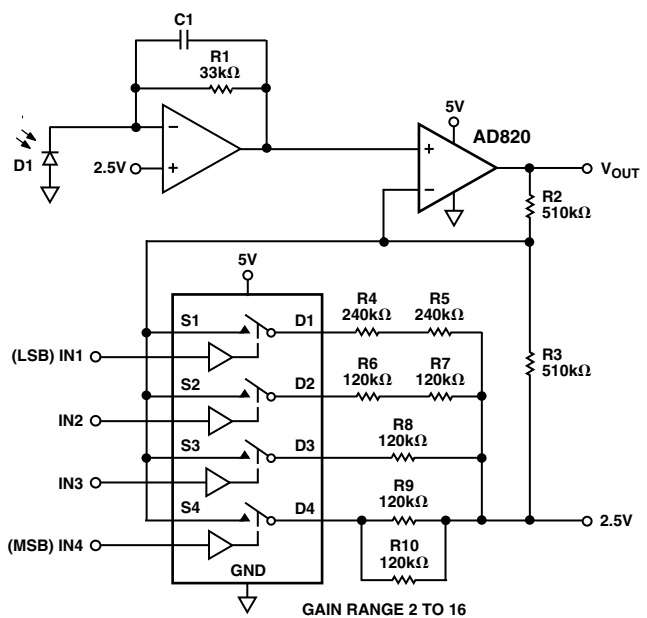 C1
R1
33kΩ
5V
AD820
D1
2.5V
VOUT
R2
510kΩ
5V
S1
D1
R4
240kΩ
R5
240kΩ
(LSB) IN1
R3
510kΩ
S2
D2
R6
120kΩ
R7
120kΩ
IN2
S3
D3
R8
120kΩ
IN3
S4
D4
R9
120kΩ
2.5V
(MSB) IN4
R10
120kΩ
GND
GAIN RANGE 2 TO 16